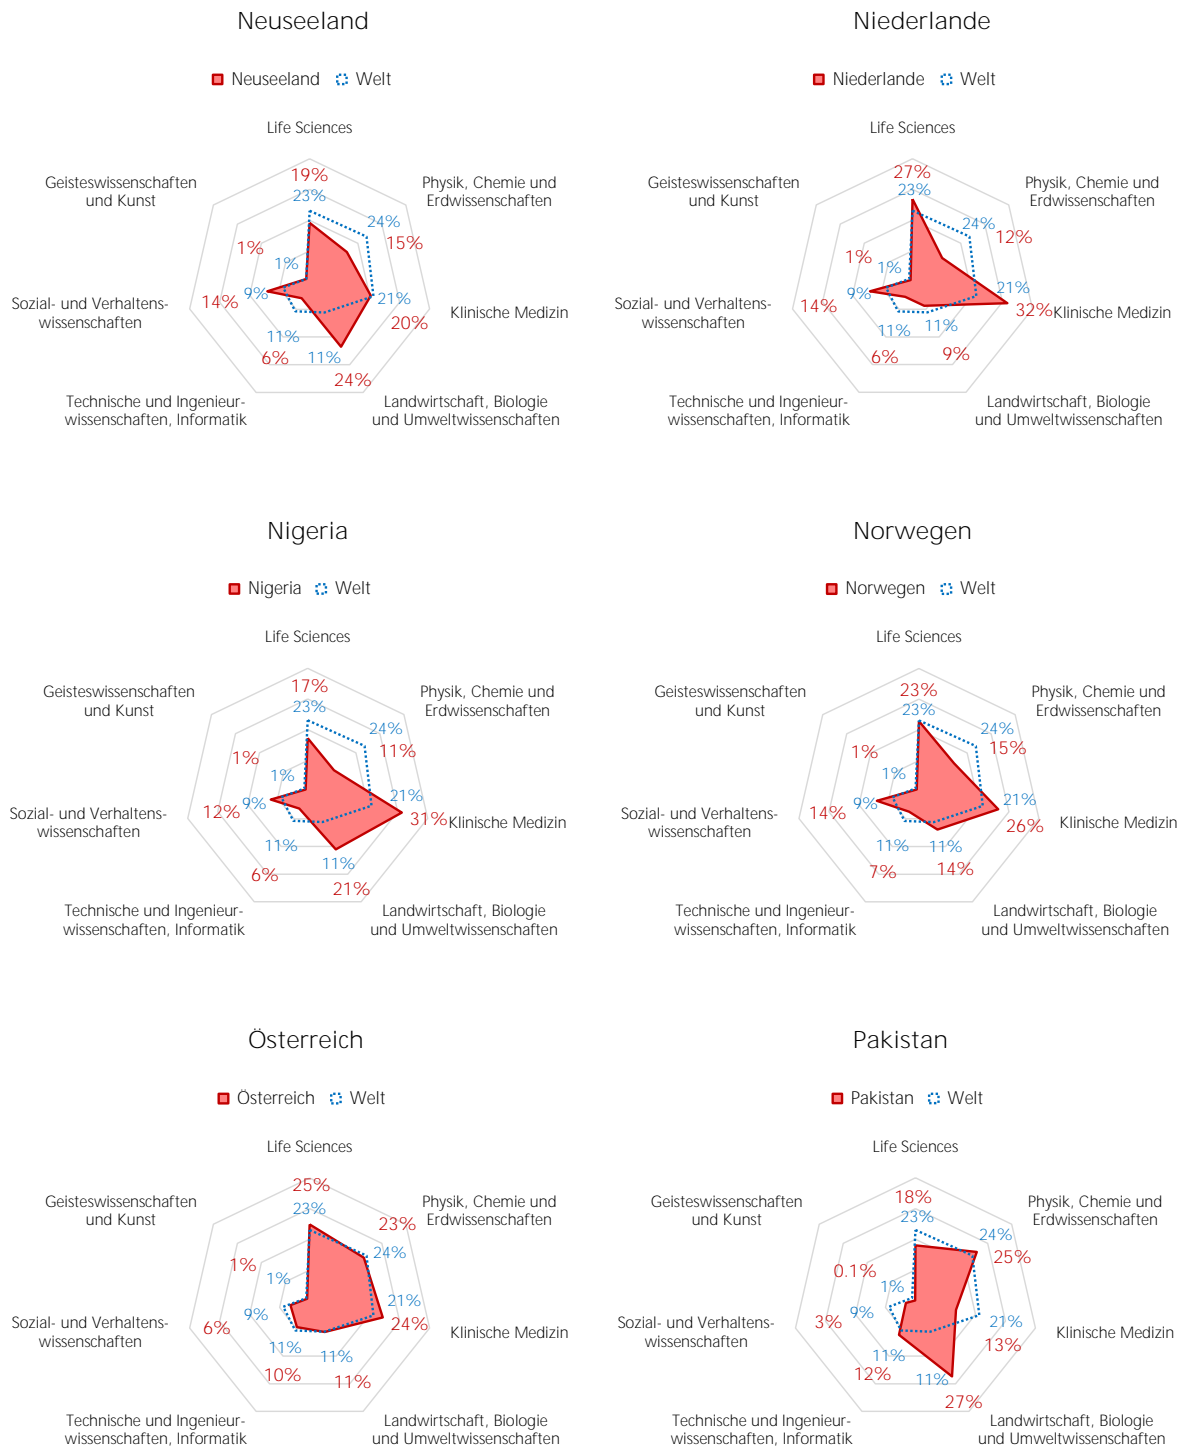 Neuseeland
Neuseeland Welt
Life Sciences
Geisteswissenschaften
und Kunst
Physik, Chemie und
Erdwissenschaften
19%
23%
24%
15%
1%
1%
Sozial- und Verhaltens-
wissenschaften
14%
9%
21%
20%
Klinische Medizin
11%
6%
11%
24%
Technische und Ingenieur-
wissenschaften, Informatik
Landwirtschaft, Biologie
und Umweltwissenschaften
Niederlande
Niederlande Welt
Life Sciences
Geisteswissenschaften
und Kunst
Physik, Chemie und
Erdwissenschaften
27%
23%
24%
12%
1%
1%
Sozial- und Verhaltens-
wissenschaften
14%
9%
21%
32%
Klinische Medizin
11%
6%
11%
9%
Technische und Ingenieur-
wissenschaften, Informatik
Landwirtschaft, Biologie
und Umweltwissenschaften
Nigeria
Nigeria Welt
Life Sciences
Geisteswissenschaften
und Kunst
Physik, Chemie und
Erdwissenschaften
17%
23%
24%
11%
1%
1%
Sozial- und Verhaltens-
wissenschaften
12%
9%
21%
31%
Klinische Medizin
11%
6%
11%
21%
Technische und Ingenieur-
wissenschaften, Informatik
Landwirtschaft, Biologie
und Umweltwissenschaften
Norwegen
Norwegen Welt
Life Sciences
Geisteswissenschaften
und Kunst
Physik, Chemie und
Erdwissenschaften
23%
23%
24%
15%
1%
1%
Sozial- und Verhaltens-
wissenschaften
14%
9%
21%
26%
Klinische Medizin
11%
7%
11%
14%
Technische und Ingenieur-
wissenschaften, Informatik
Landwirtschaft, Biologie
und Umweltwissenschaften
Österreich
Österreich Welt
Life Sciences
Geisteswissenschaften
und Kunst
Physik, Chemie und
Erdwissenschaften
25%
23%
23%
24%
1%
1%
Sozial- und Verhaltens-
wissenschaften
6%
9%
21%
24%
Klinische Medizin
11%
10%
11%
11%
Technische und Ingenieur-
wissenschaften, Informatik
Landwirtschaft, Biologie
und Umweltwissenschaften
Pakistan
Pakistan Welt
Life Sciences
Geisteswissenschaften
und Kunst
Physik, Chemie und
Erdwissenschaften
18%
23%
24%
25%
0.1%
1%
Sozial- und Verhaltens-
wissenschaften
3%
9%
21%
13%
Klinische Medizin
11%
12%
11%
27%
Technische und Ingenieur-
wissenschaften, Informatik
Landwirtschaft, Biologie
und Umweltwissenschaften